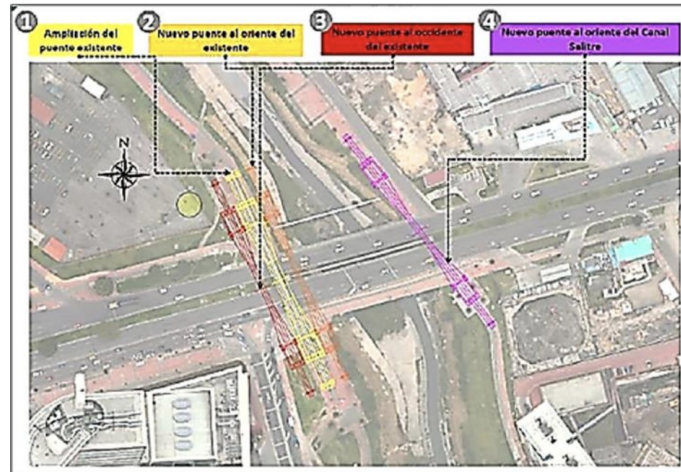 1
Ampliación del
puente existente
2
Nuevo puente al oriente del
existente
3
Nuevo puente al occidente
del existente
4
Nuevo puente al oriente del Canal
Salitre
N